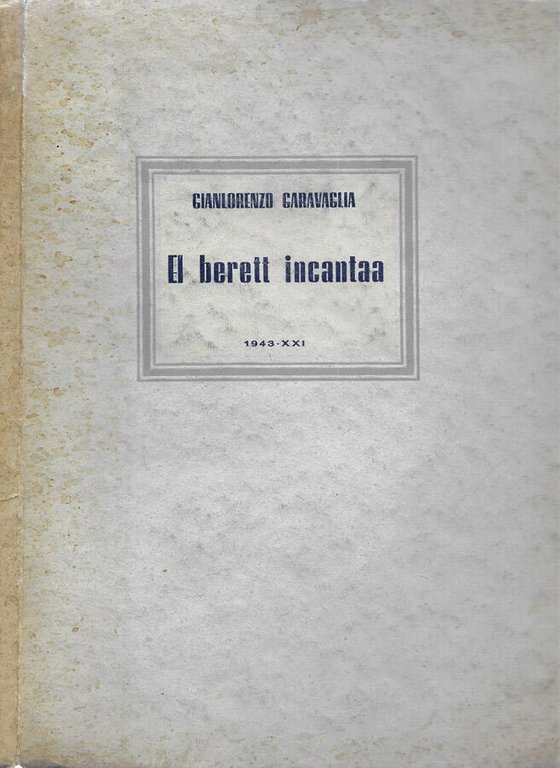 GIANLORENZO GARAVAGLIA
El berett incantaa
1943-XXI